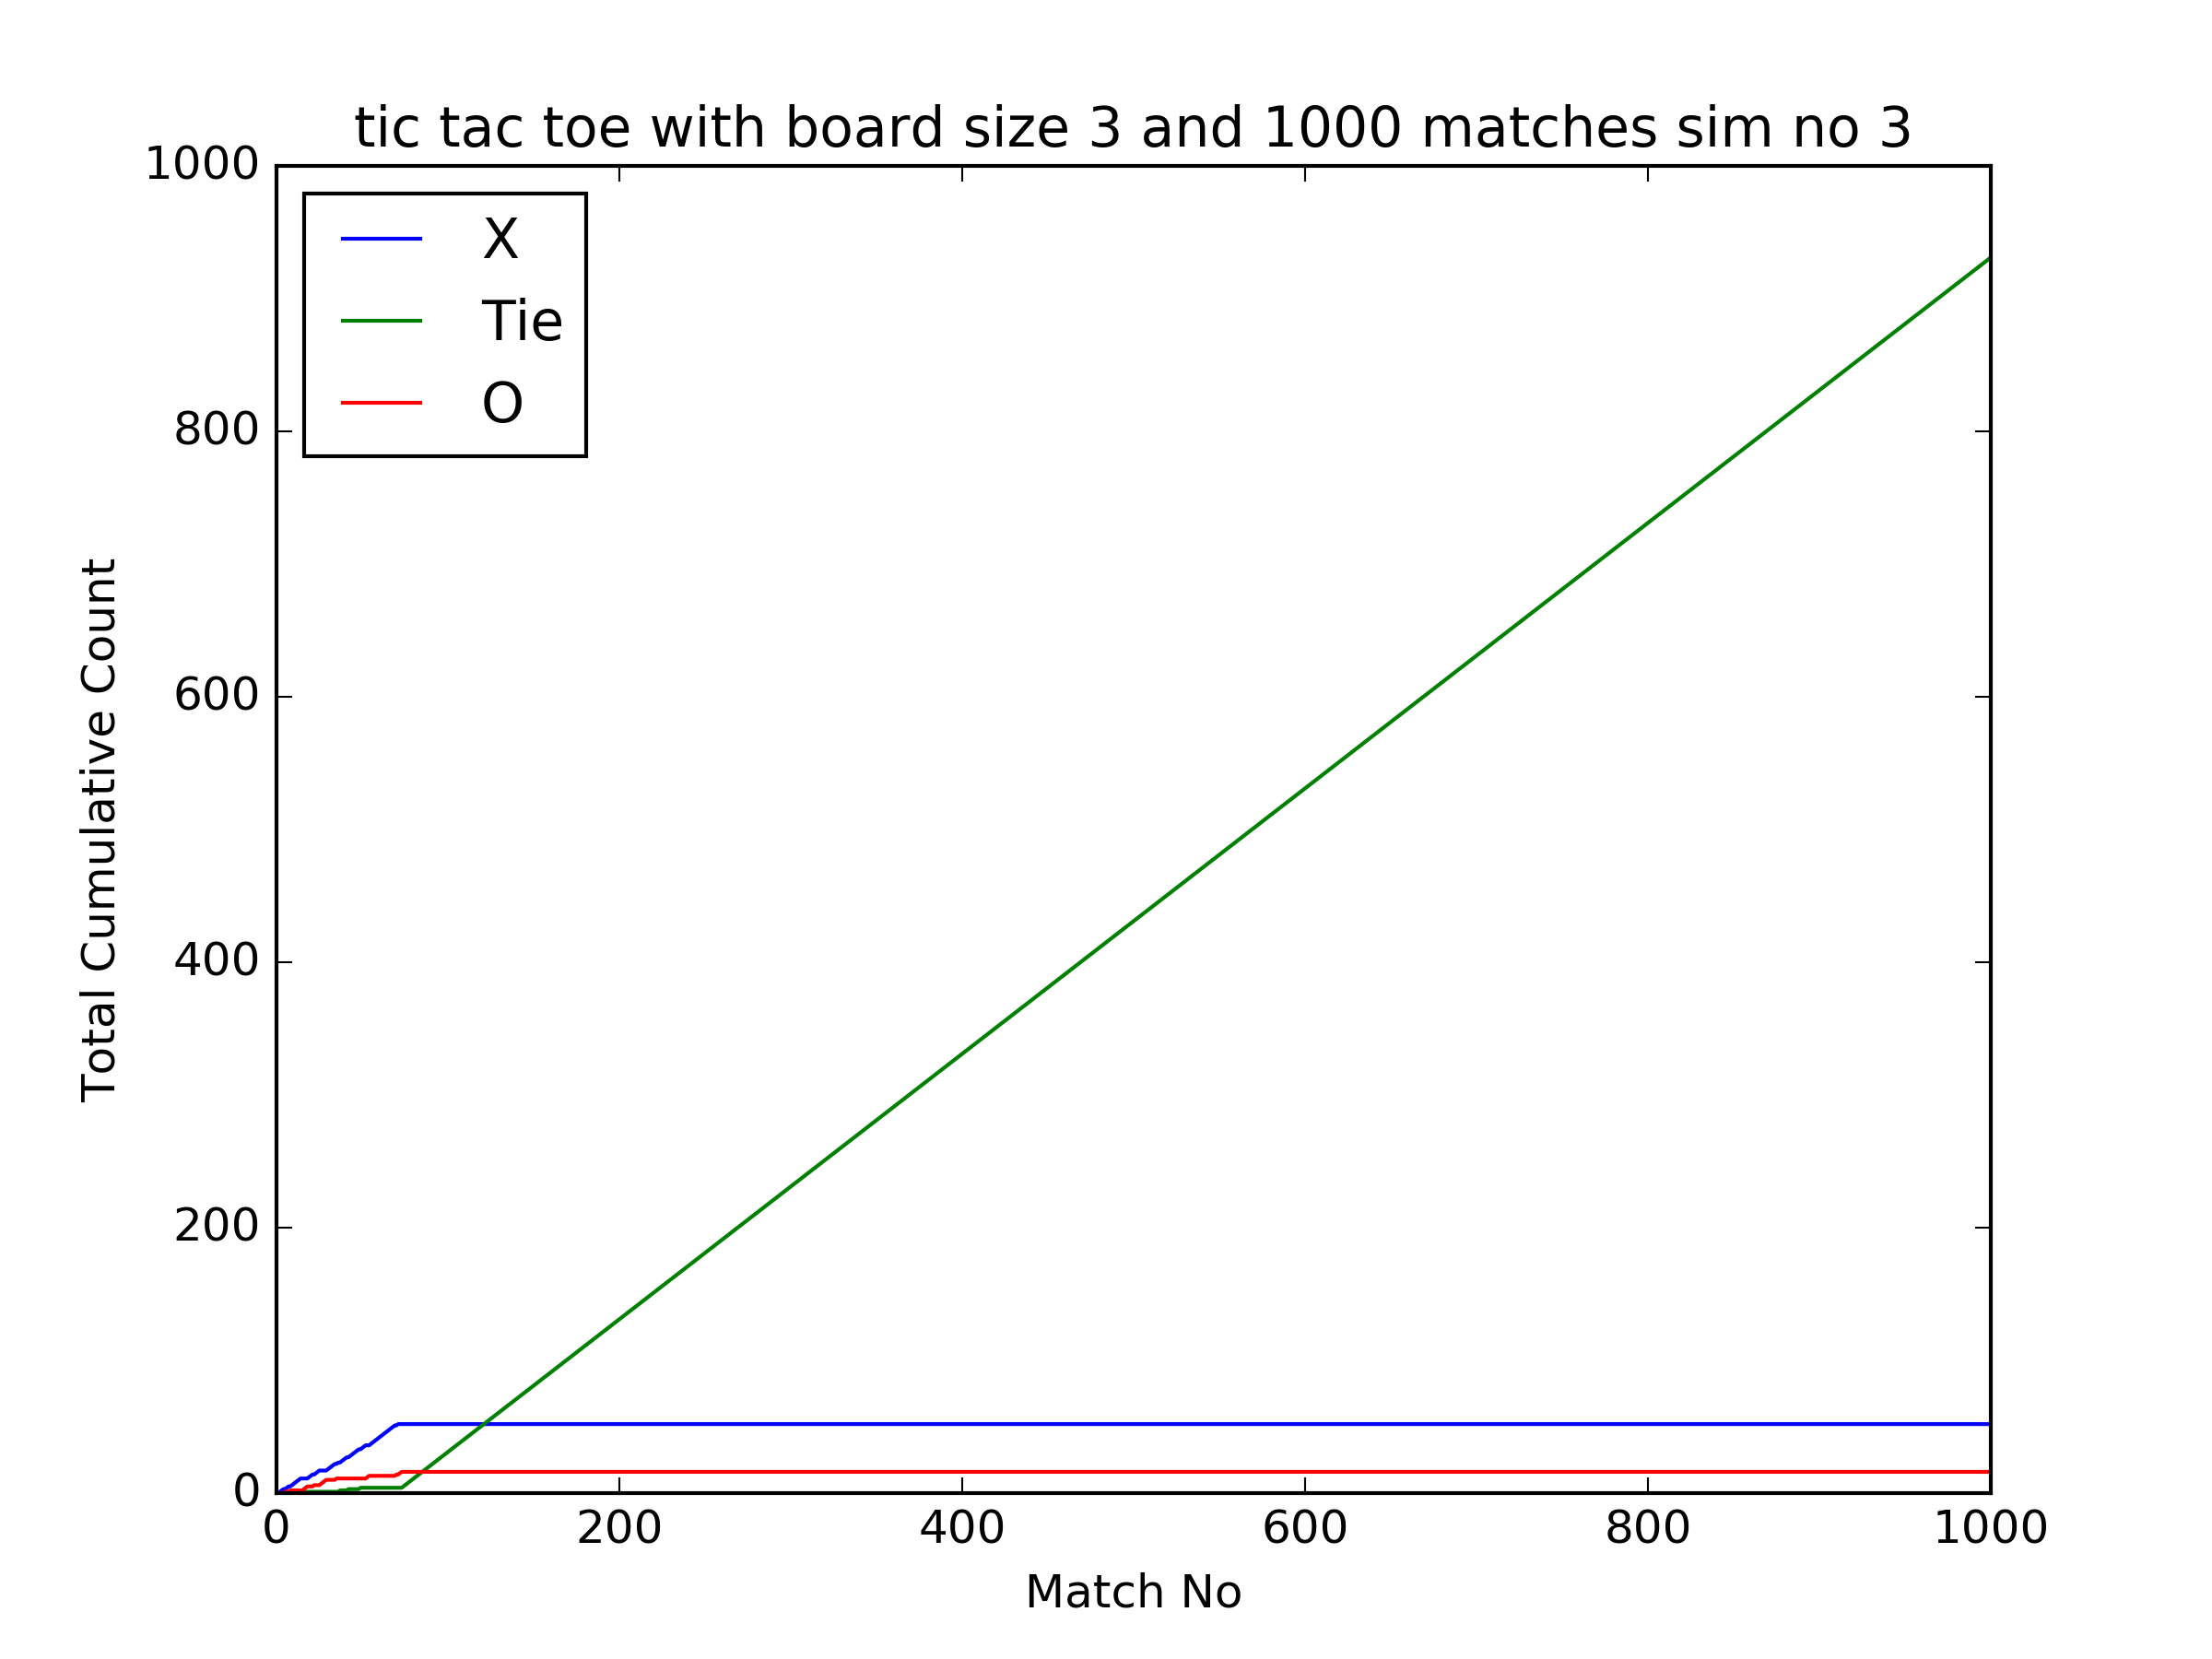 tic tac toe with board size 3 and 1000 matches sim no 3
1000
800
600
400
200
0
Total Cumulative Count
X
Tie
O
0 200 400 600 800 1000
Match No